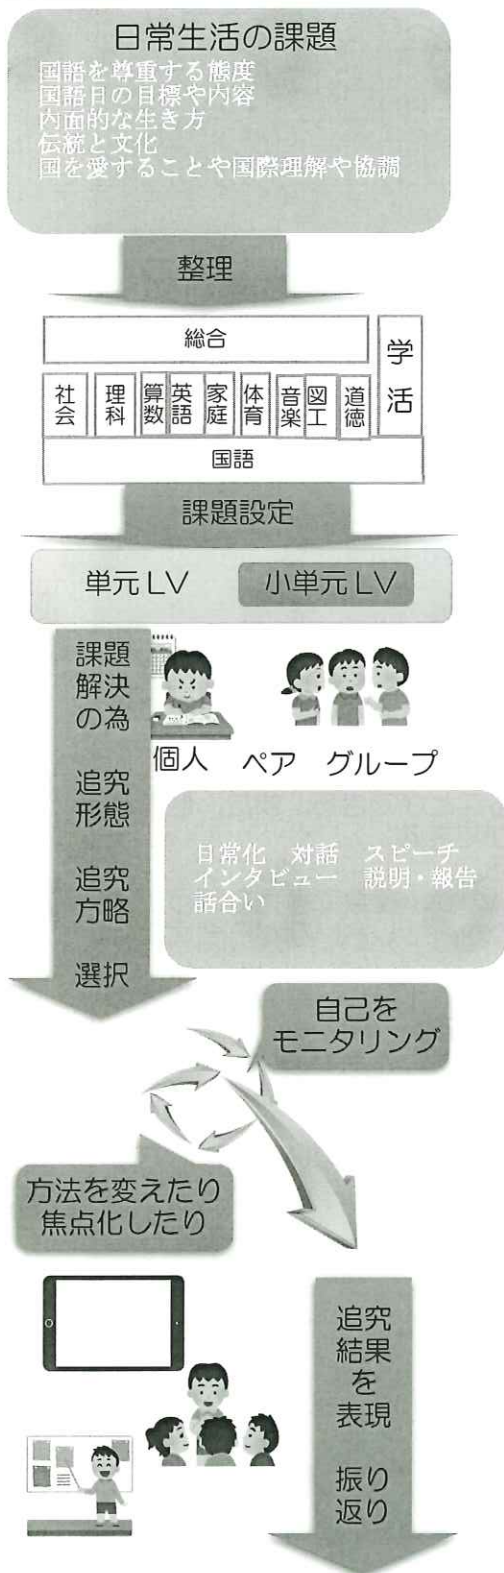 日常生活の課題
国語を尊重する態度
国語日の目標や内容
内面的な生き方
伝統と文化
国を愛することや国際理解や協調
整理
総合
学活
社会
理科
算数
英語
家庭
体育
音楽
図工
道徳
国語
課題設定
単元LV
小単元LV
課題
解決
の為
追究
形態
追究
方略
選択
個人 ペア グループ
日常化 対話 スピーチ
インタビュー 説明・報告
話合い
自己を
モニタリング
方法を変えたり
焦点化したり
追究
結果
を
表現
振り
返り